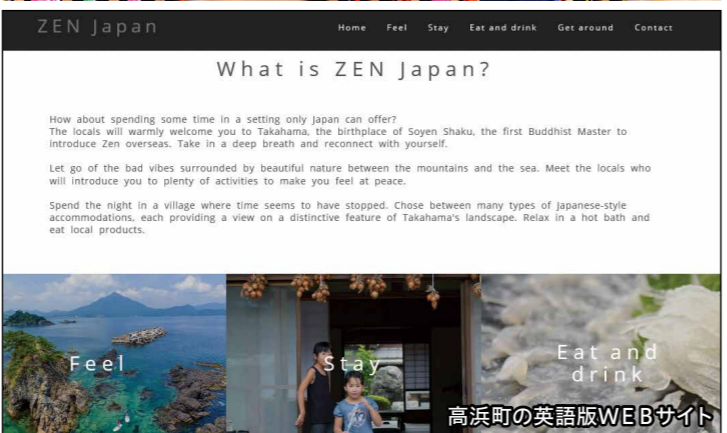 ZEN Japan
Home Feel Stay Eat and drink Get around Contact
What is ZEN Japan?
How about spending some time in a setting only Japan can offer?
The locals will warmly welcome you to Takahama, the birthplace of Soyen Shaku, the first Buddhist Master to
introduce Zen overseas. Take in a deep breath and reconnect with yourself.
Let go of the bad vibes surrounded by beautiful nature between the mountains and the sea. Meet the locals who
will introduce you to plenty of activities to make you feel at peace.
Spend the night in a village where time seems to have stopped. Chose between many types of Japanese-style
accommodations, each providing a view on a distinctive feature of Takahama's landscape. Relax in a hot bath and
eat local products.
Feel
Stay
Eat and
drink
高浜町の英語版WEBサイト